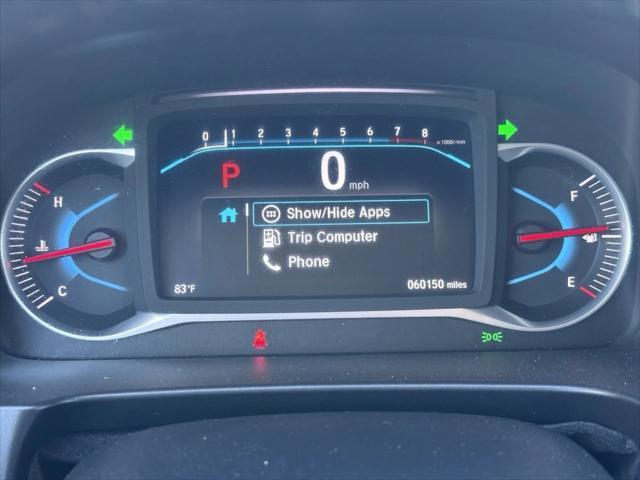 0 1 2 3 4 5 6 7 8 x 1000r/min
P 0 mph
H
F
Show/Hide Apps
Trip Computer
Phone
C
E
83°F 060150 miles